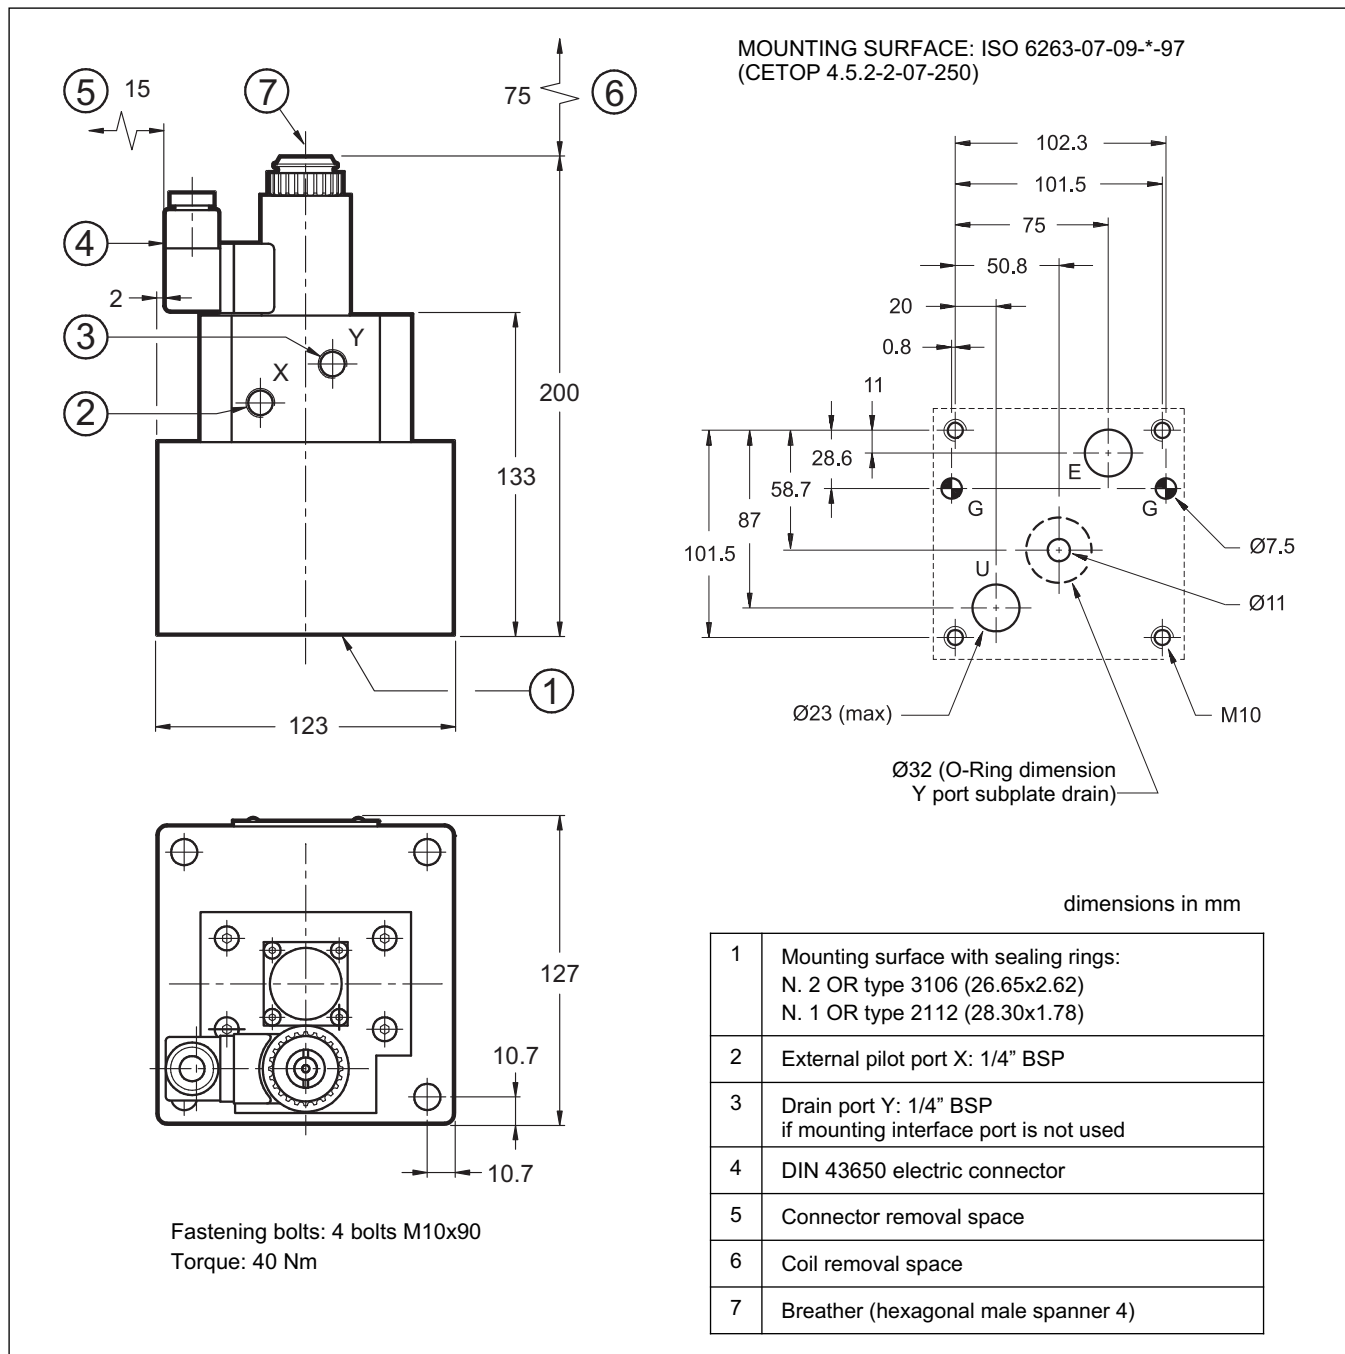 MOUNTING SURFACE: ISO 6263-07-09-*-97
(CETOP 4.5.2-2-07-250)
5
15
7
75
6
4
2
3
Y
X
2
200
133
1
123
102.3
101.5
75
50.8
20
0.8
11
28.6
58.7
87
101.5
E
G
G
U
Ø7.5
Ø11
Ø23 (max)
M10
Ø32 (O-Ring dimension
Y port subplate drain)
127
10.7
10.7
Fastening bolts: 4 bolts M10x90
Torque: 40 Nm
dimensions in mm
1 Mounting surface with sealing rings:
N. 2 OR type 3106 (26.65x2.62)
N. 1 OR type 2112 (28.30x1.78)
2 External pilot port X: 1/4” BSP
3 Drain port Y: 1/4” BSP
if mounting interface port is not used
4 DIN 43650 electric connector
5 Connector removal space
6 Coil removal space
7 Breather (hexagonal male spanner 4)